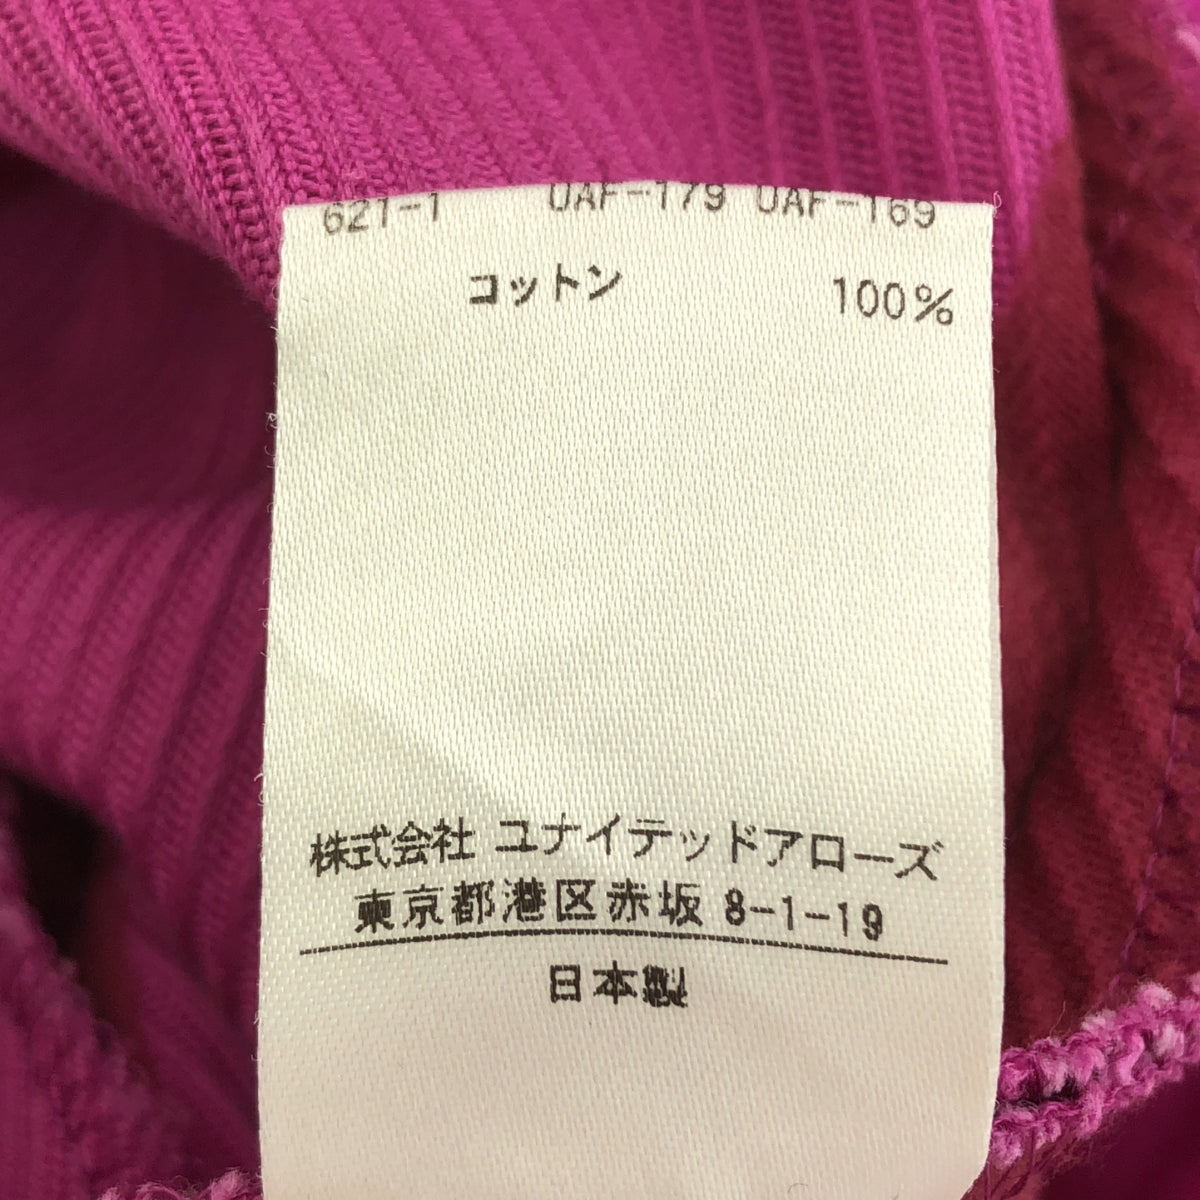 621-1 UAF-179 UAF-169
コットン 100%
株式会社 ユナイテッドアローズ
東京都港区赤坂 8-1-19
日本製